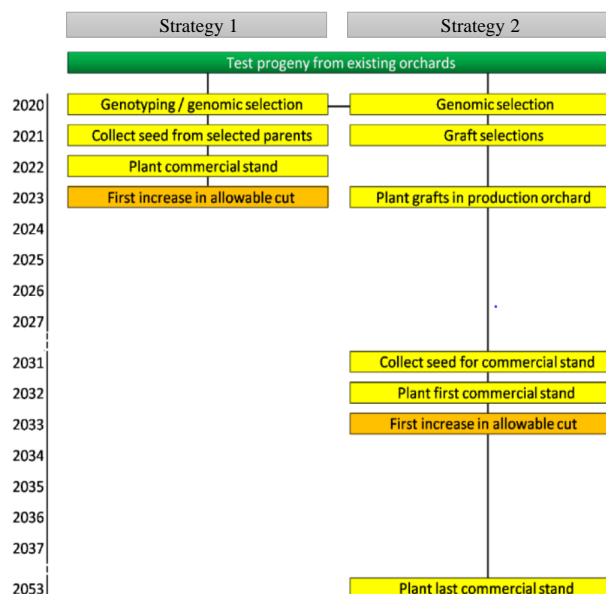 Strategy 1 Strategy 2
Test progeny from existing orchards
2020 Genotyping / genomic selection Genomic selection
2021 Collect seed from selected parents Graft selections
2022 Plant commercial stand
2023 First increase in allowable cut Plant grafts in production orchard
2024
2025
2026
2027
2031 Collect seed for commercial stand
2032 Plant first commercial stand
2033 First increase in allowable cut
2034
2035
2036
2037
2053 Plant last commercial stand